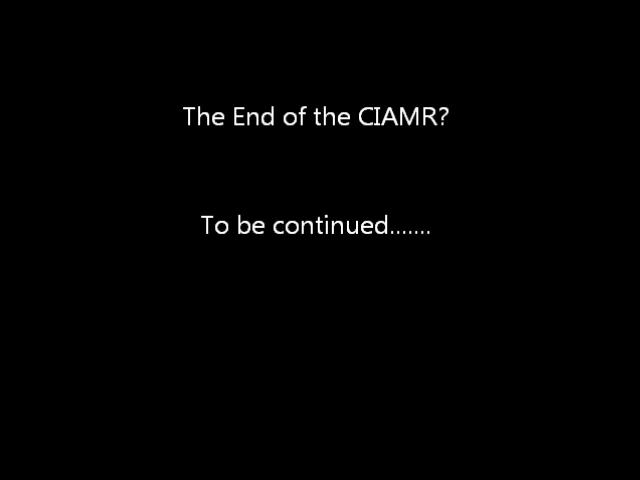 The End of the CIAMR?
To be continued.......